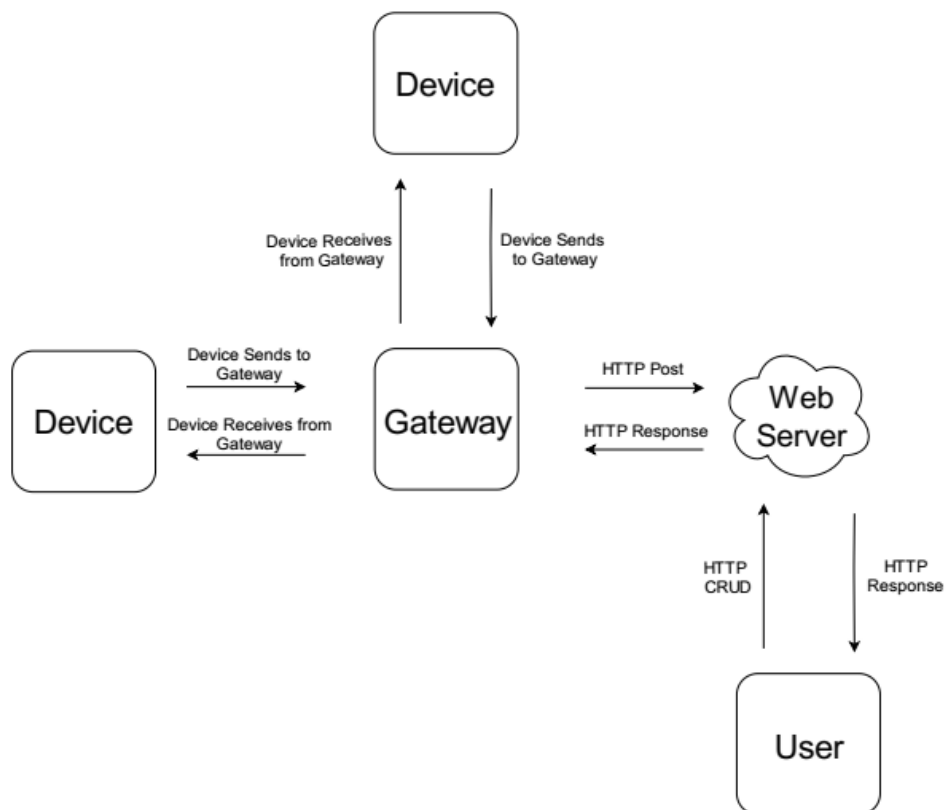 Device
Device Receives
from Gateway
Device Sends
to Gateway
Device Sends to
Gateway
Device Receives from
Gateway
Device
Gateway
HTTP Post
HTTP Response
Web
Server
HTTP
CRUD
HTTP
Response
User